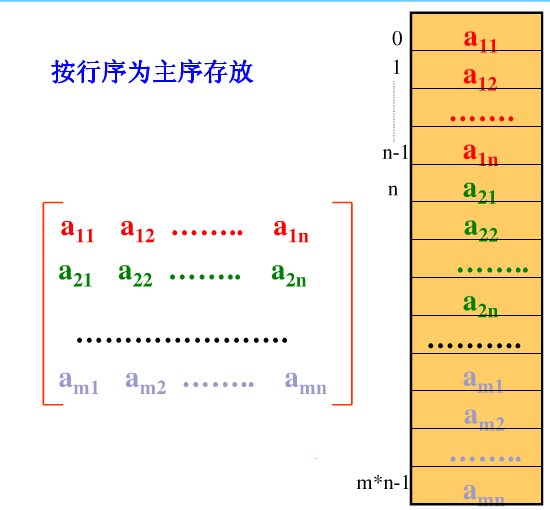 按行序为主序存放
a11 a12 …….. a1n
a21 a22 …….. a2n
………………….
am1 am2 …….. amn
0 a11
1 a12
…….
n-1 a1n
n a21
a22
……..
a2n
……….
am1
am2
……..
m*n-1 amn